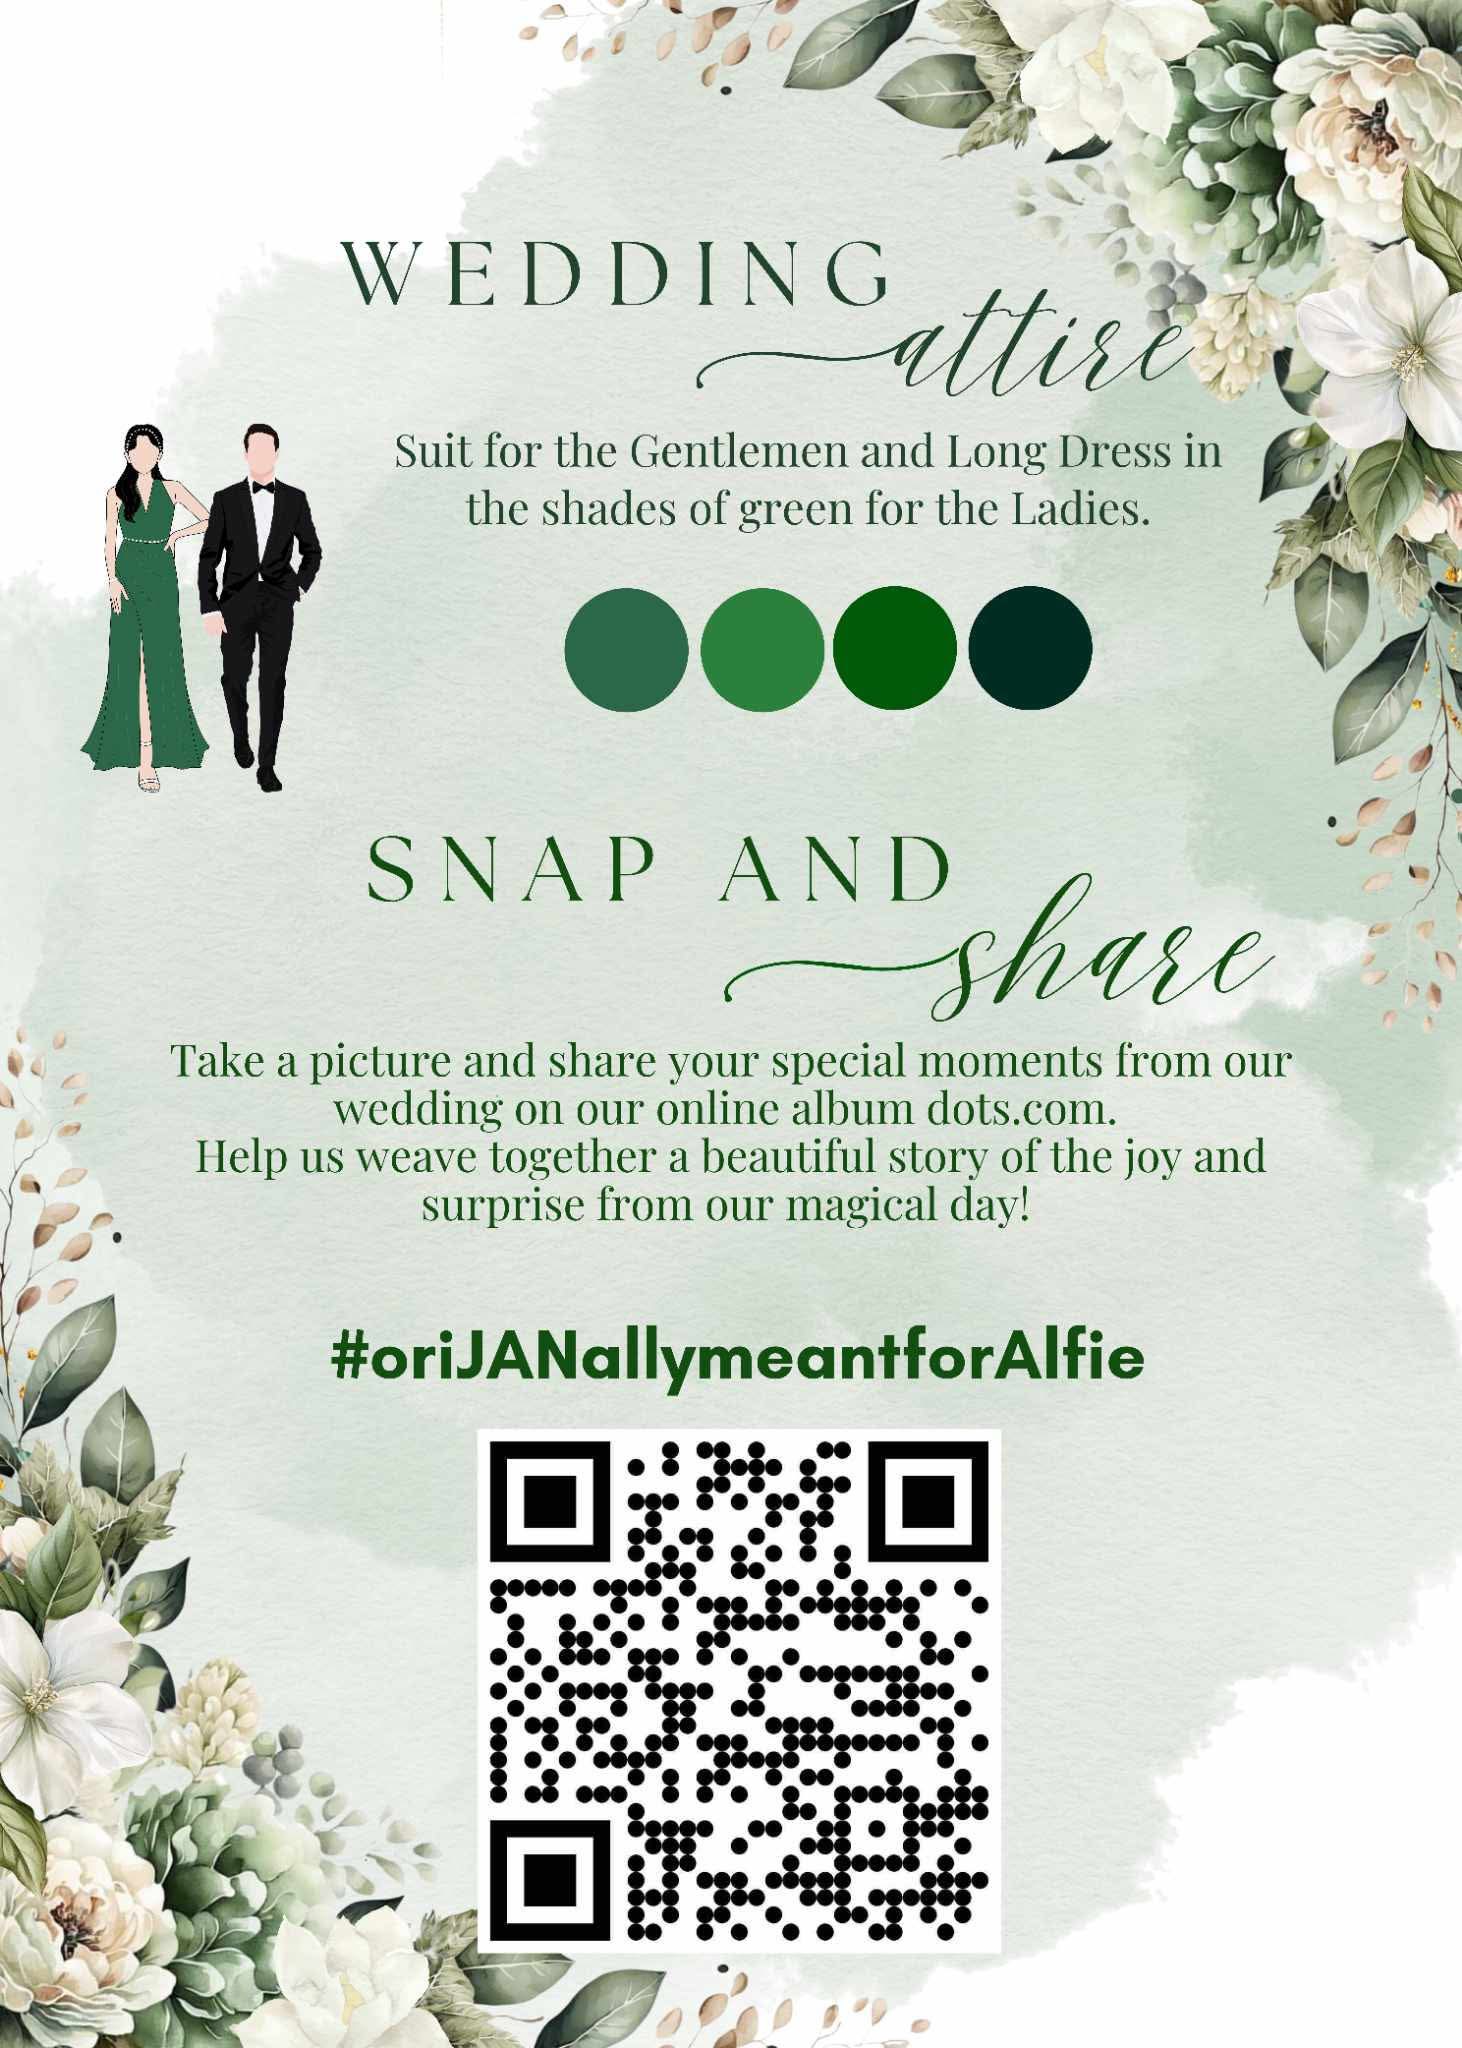 WEDDING
attire
Suit for the Gentlemen and Long Dress in
the shades of green for the Ladies.
SNAP AND
share
Take a picture and share your special moments from our
wedding on our online album dots.com.
Help us weave together a beautiful story of the joy and
surprise from our magical day!
#oriJANallymeantforAlfie